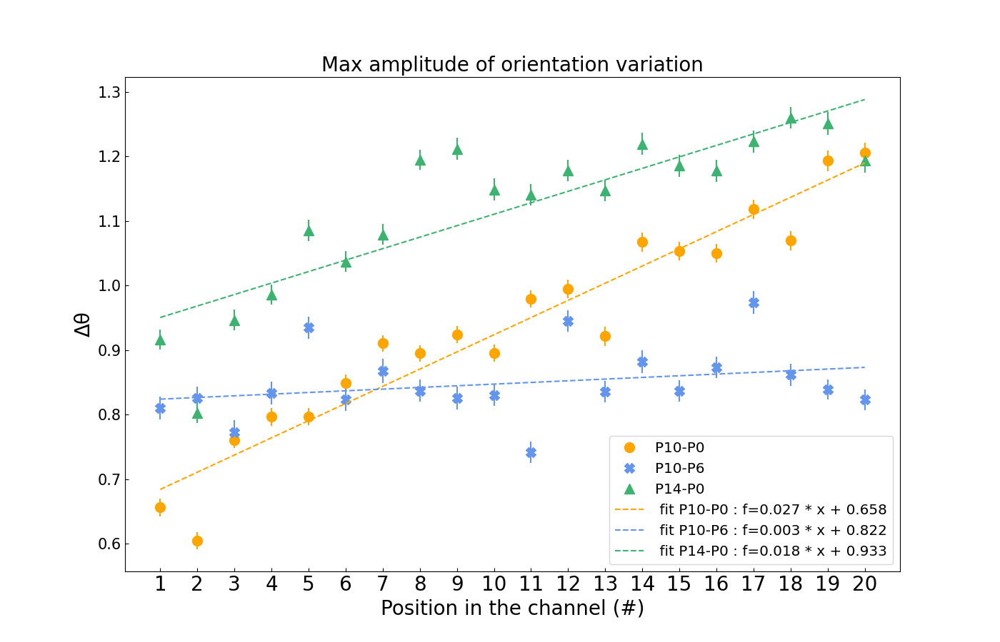 Max amplitude of orientation variation
1.3
1.2
1.1
1.0
0.9
0.8
0.7
0.6
Δθ
P10-P0
P10-P6
P14-P0
fit P10-P0 : f=0.027 * x + 0.658
fit P10-P6 : f=0.003 * x + 0.822
fit P14-P0 : f=0.018 * x + 0.933
1 2 3 4 5 6 7 8 9 10 11 12 13 14 15 16 17 18 19 20
Position in the channel (#)